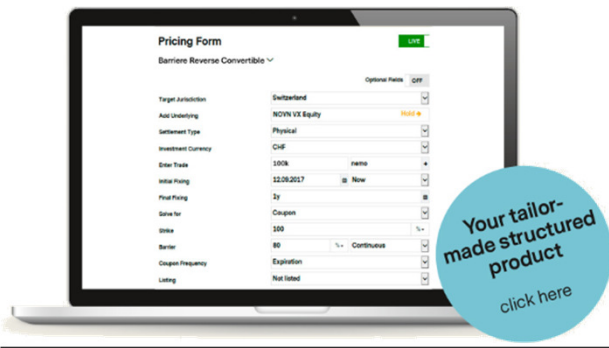 Pricing Form
LIVE
Barriere Reverse Convertible
Optional Fields OFF
Target Jurisdiction Switzerland
Add Underlying NOVN VX Equity Hold
Settlement Type Physical
Investment Currency CHF
Enter Trade 100k nemo
Initial Fixing 12.09.2017 Now
Final Fixing 1y
Solve for Coupon
Strike 100 %
Barrier 80 % Continuous
Coupon Frequency Expiration
Listing Not listed
Your tailor-
made structured
product
click here